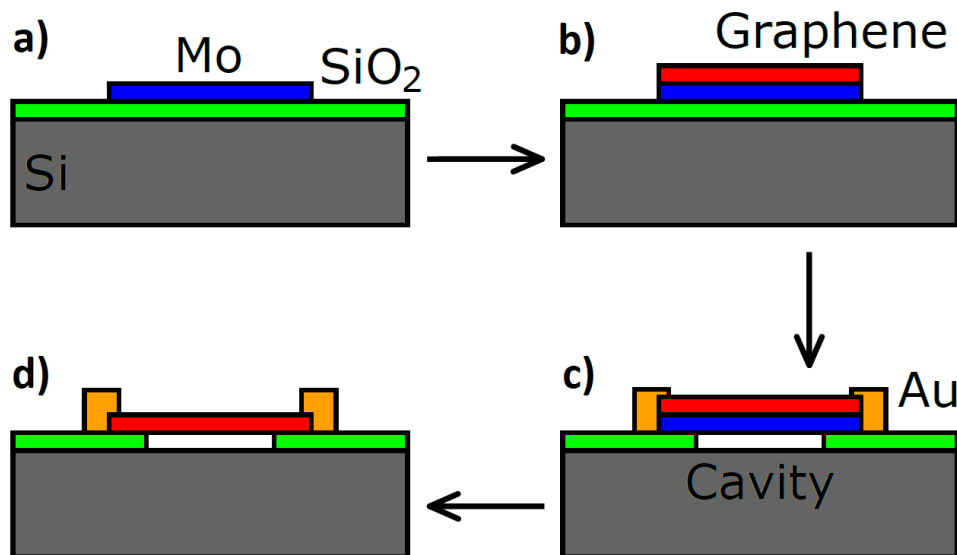 a)
Mo
SiO₂
Si
b)
Graphene
d)
c)
Au
Cavity